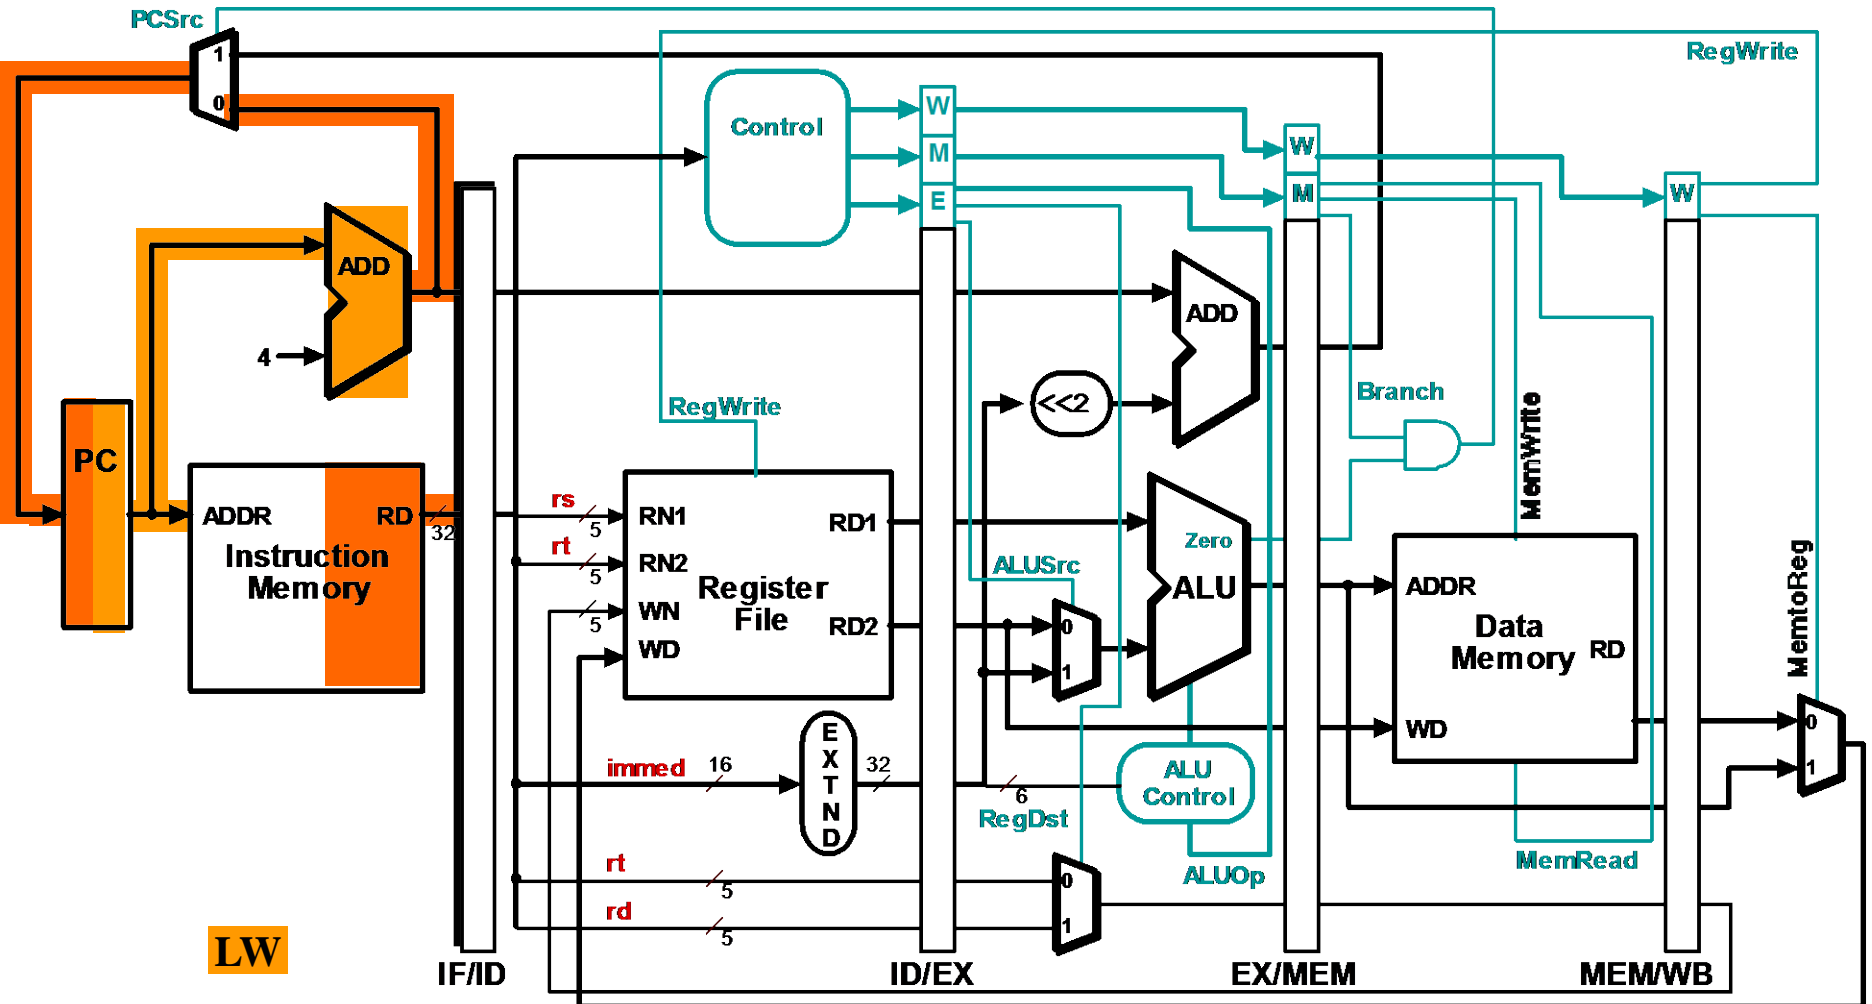 PCSrc
1
0
RegWrite
Control
W
M
E
W
M
W
ADD
4
ADD
<<2
Branch
MemWrite
RegWrite
PC
ADDR
RD
32
Instruction
Memory
rs
5
RN1
RD1
rt
5
RN2
WN
5
WD
RD2
Register
File
ALUSrc
0
1
Zero
ALU
ADDR
Data
Memory
RD
WD
MemtoReg
0
1
immed
16
E
X
T
N
D
32
6
ALU
Control
RegDst
MemRead
ALUOp
rt
5
rd
5
0
1
LW
IF/ID
ID/EX
EX/MEM
MEM/WB